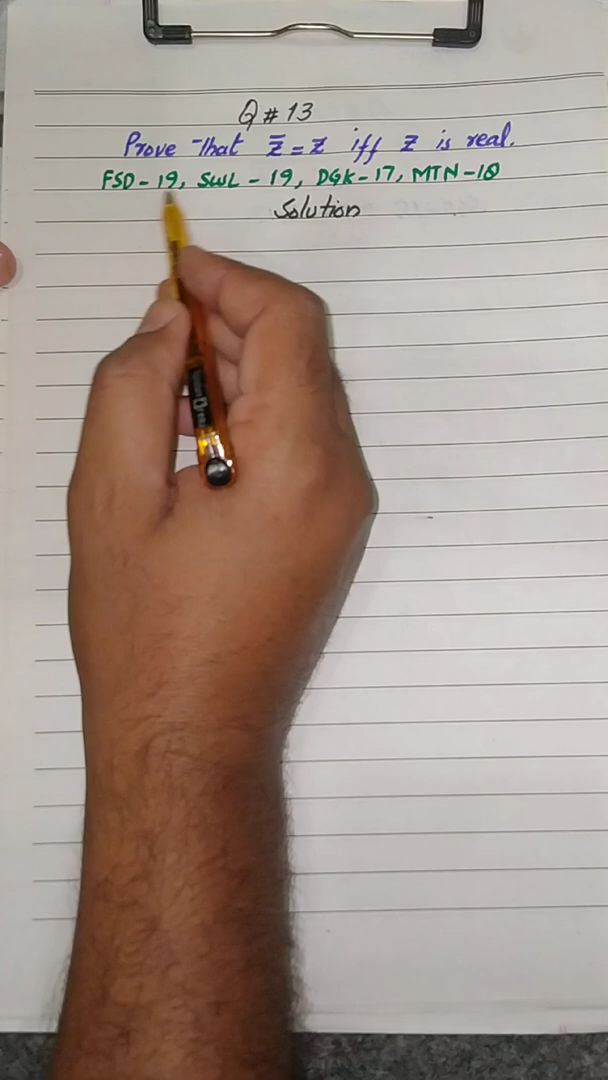 Q # 13
Prove that z̅ = z iff z is real.
FSD - 19, SWL - 19, DGK - 17, MTN - 18
Solution